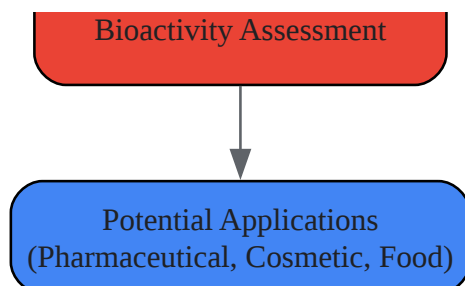 Bioactivity Assessment
Potential Applications
(Pharmaceutical, Cosmetic, Food)